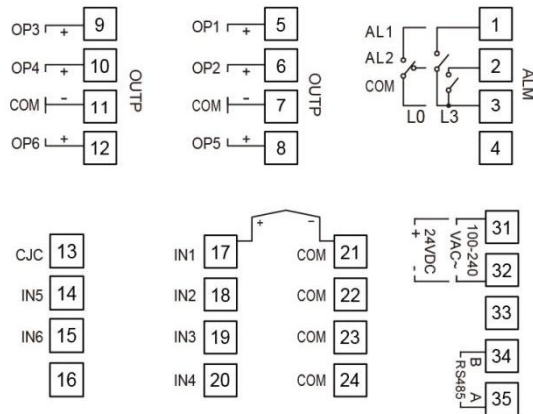 OP3 + 9
OP4 + 10
COM - 11
OP6 + 12
OUTP
OP1 + 5
OP2 + 6
COM - 7
OP5 + 8
OUTP
AL1 1
AL2 2
COM 3
L0 L3
4
ALM
CJC 13
IN5 14
IN6 15
16
+ -
IN1 17 COM 21
IN2 18 COM 22
IN3 19 COM 23
IN4 20 COM 24
31
32
100-240
VAC~
24VDC
+ -
33
34
35
B A
RS485